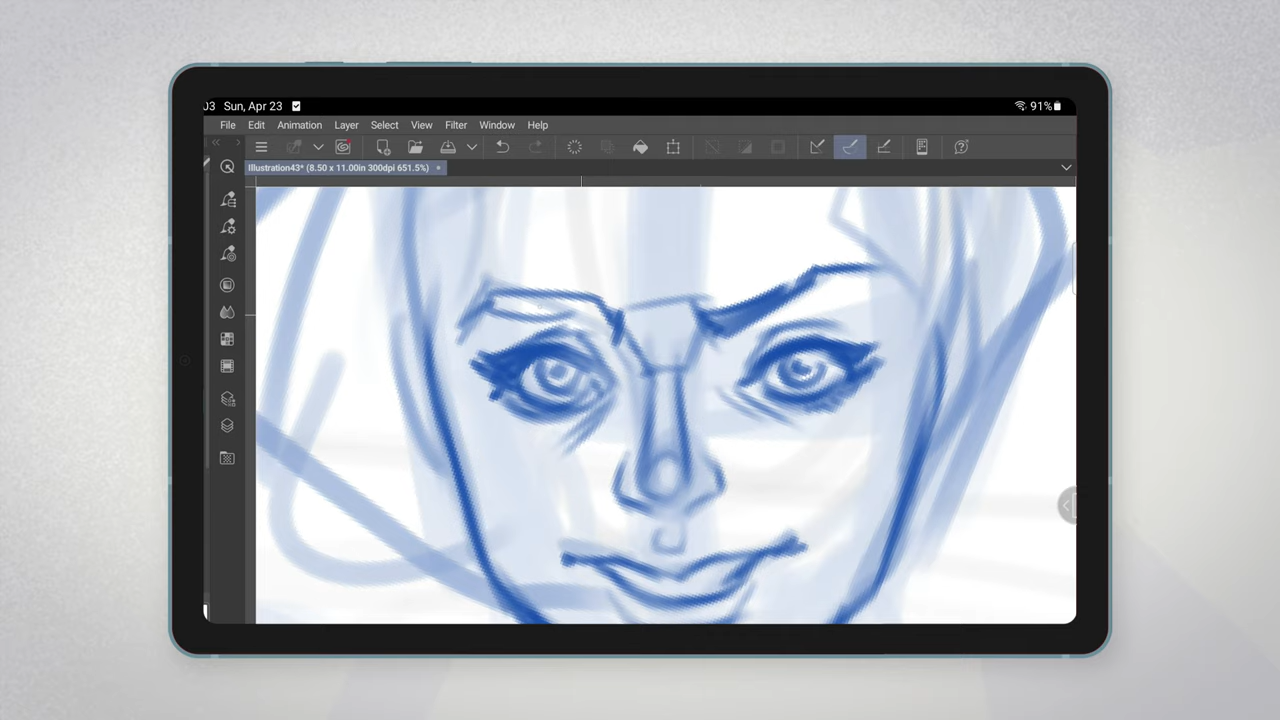 03 Sun, Apr 23 91%
File Edit Animation Layer Select View Filter Window Help
Illustration43* (8.50 x 11.00in 300dpi 651.5%)